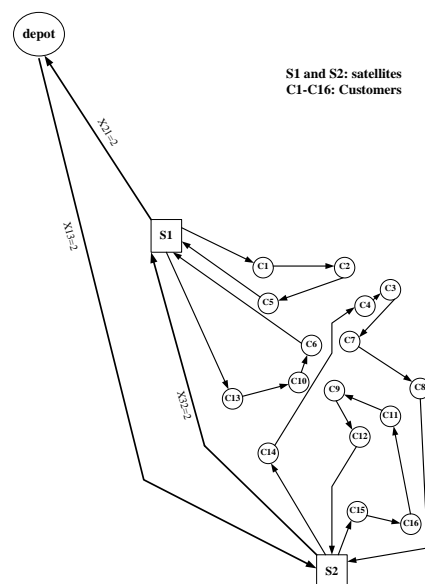 depot
S1 and S2: satellites
C1-C16: Customers
X21=2
X13=2
S1
C1
C2
C5
C3
C4
C6
C7
C10
C13
C9
C8
C11
C12
X32=2
C14
C15
C16
S2